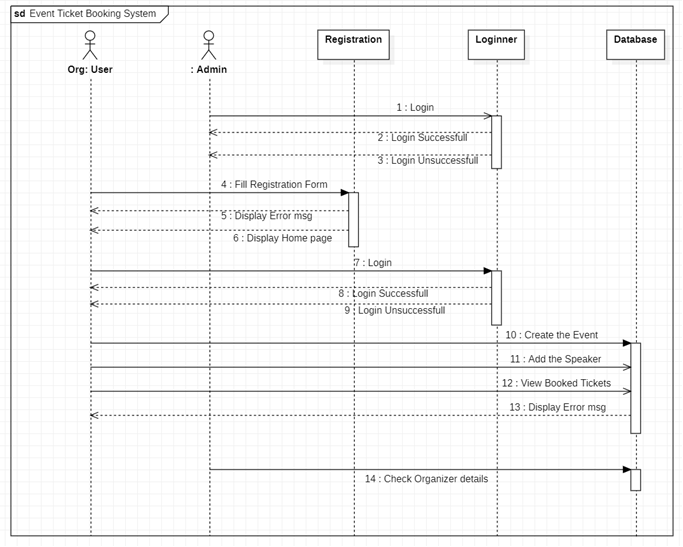 sd Event Ticket Booking System
Registration
Loginner
Database
Org: User
: Admin
1 : Login
2 : Login Successfull
3 : Login Unsuccessfull
4 : Fill Registration Form
5 : Display Error msg
6 : Display Home page
7 : Login
8 : Login Successfull
9 : Login Unsuccessfull
10 : Create the Event
11 : Add the Speaker
12 : View Booked Tickets
13 : Display Error msg
14 : Check Organizer details